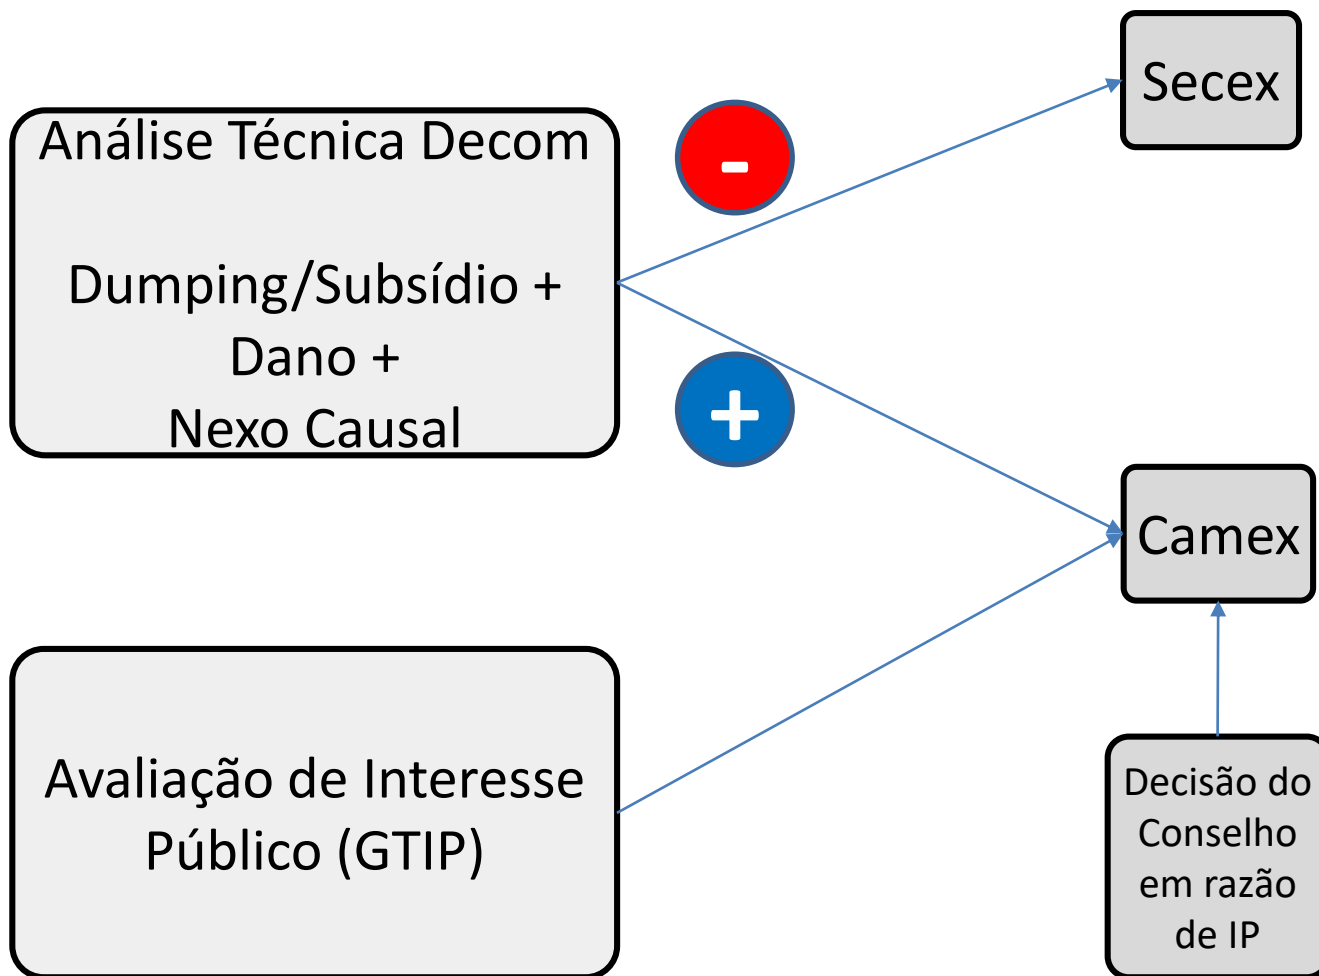 Análise Técnica Decom
Dumping/Subsídio +
Dano +
Nexo Causal
-
+
Secex
Camex
Avaliação de Interesse
Público (GTIP)
Decisão do
Conselho
em razão
de IP